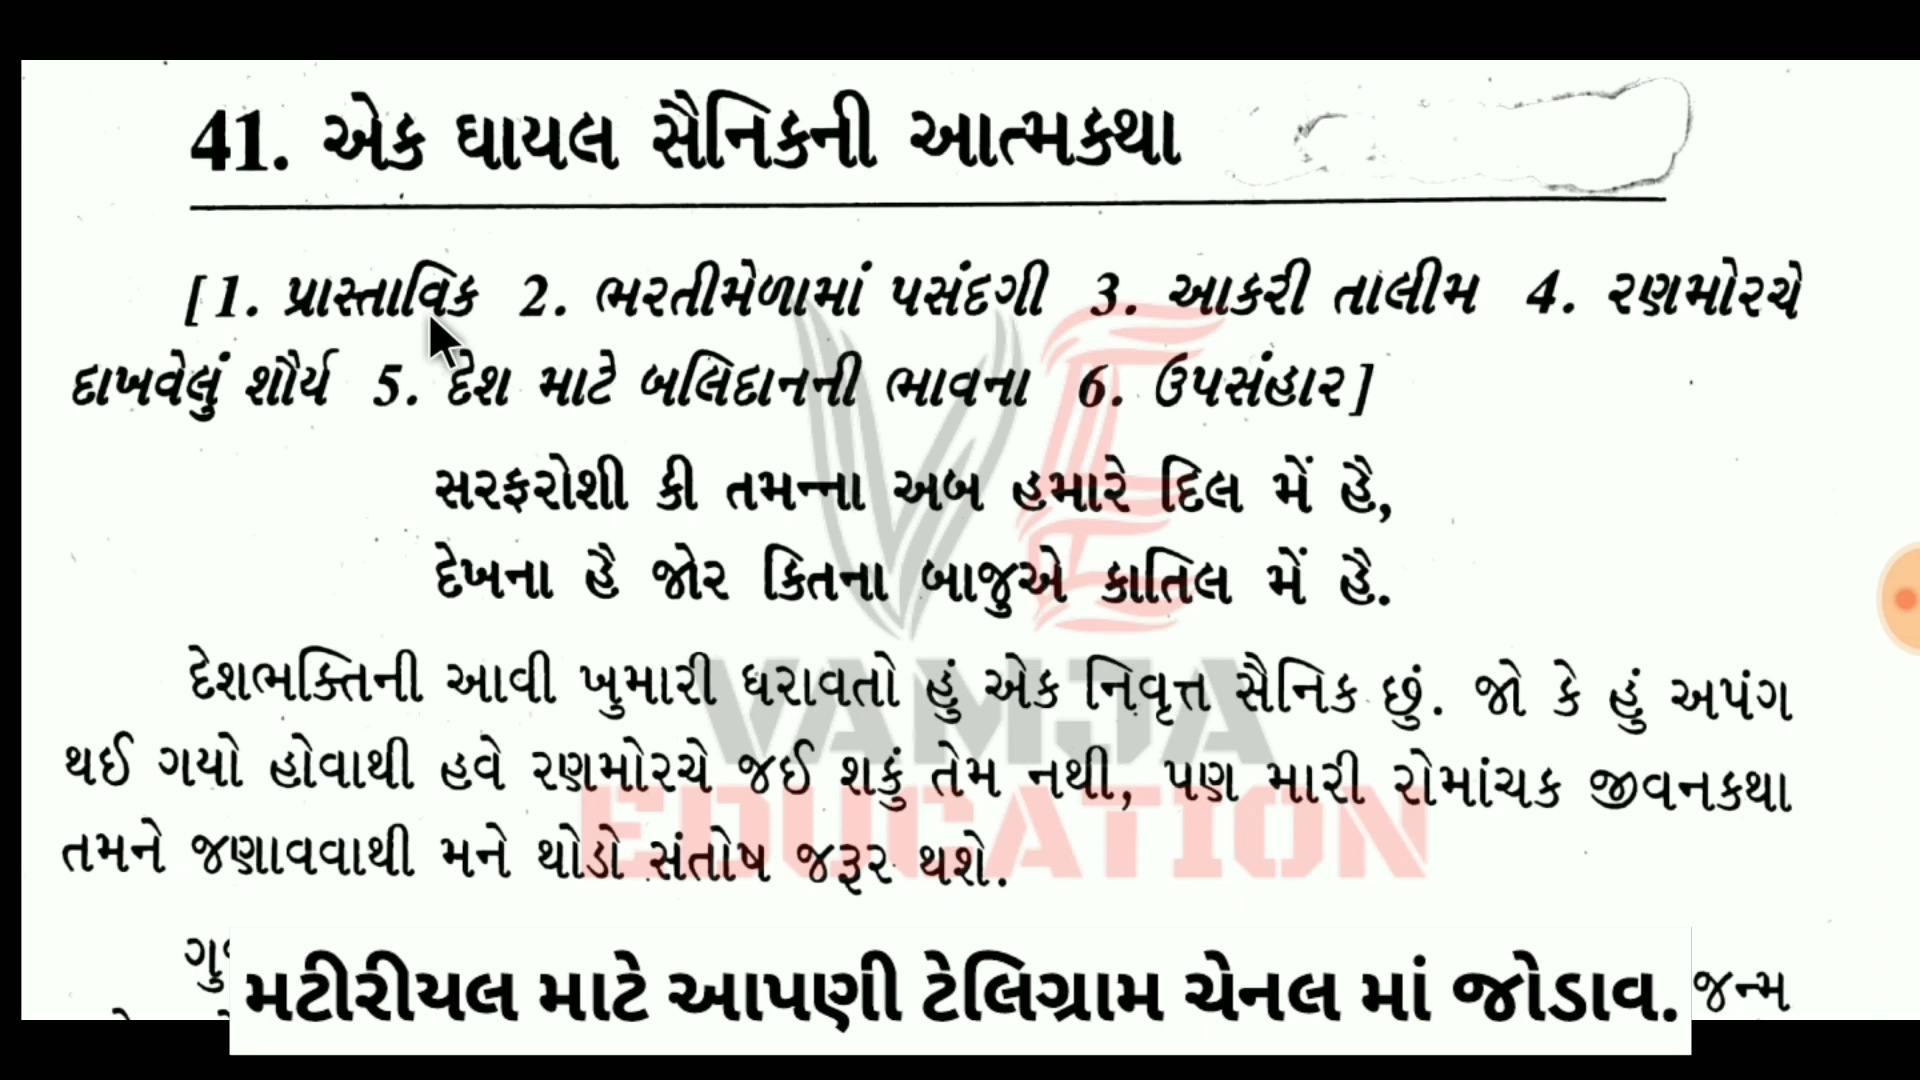 41. એક ઘાયલ સૈનિકની આત્મકથા
[1. પ્રાસ્તાવિક 2. ભરતીમેળામાં પસંદગી 3. આકરી તાલીમ 4. રણમોરચે
દાખવેલું શૌર્ય 5. દેશ માટે બલિદાનની ભાવના 6. ઉપસંહાર]
સરફરોશી કી તમન્ના અબ હમારે દિલ મેં હૈ,
દેખના હૈ જોર કિતના બાજુએ કાતિલ મેં હૈ.
દેશભક્તિની આવી ખુમારી ધરાવતો હું એક નિવૃત્ત સૈનિક છું. જો કે હું અપંગ
થઈ ગયો હોવાથી હવે રણમોરચે જઈ શકું તેમ નથી, પણ મારી રોમાંચક જીવનકથા
તમને જણાવવાથી મને થોડો સંતોષ જરૂર થશે.
VE
VAMJA
EDUCATION
જન્મ
મટીરીયલ માટે આપણી ટેલિગ્રામ ચેનલ માં જોડાવ.